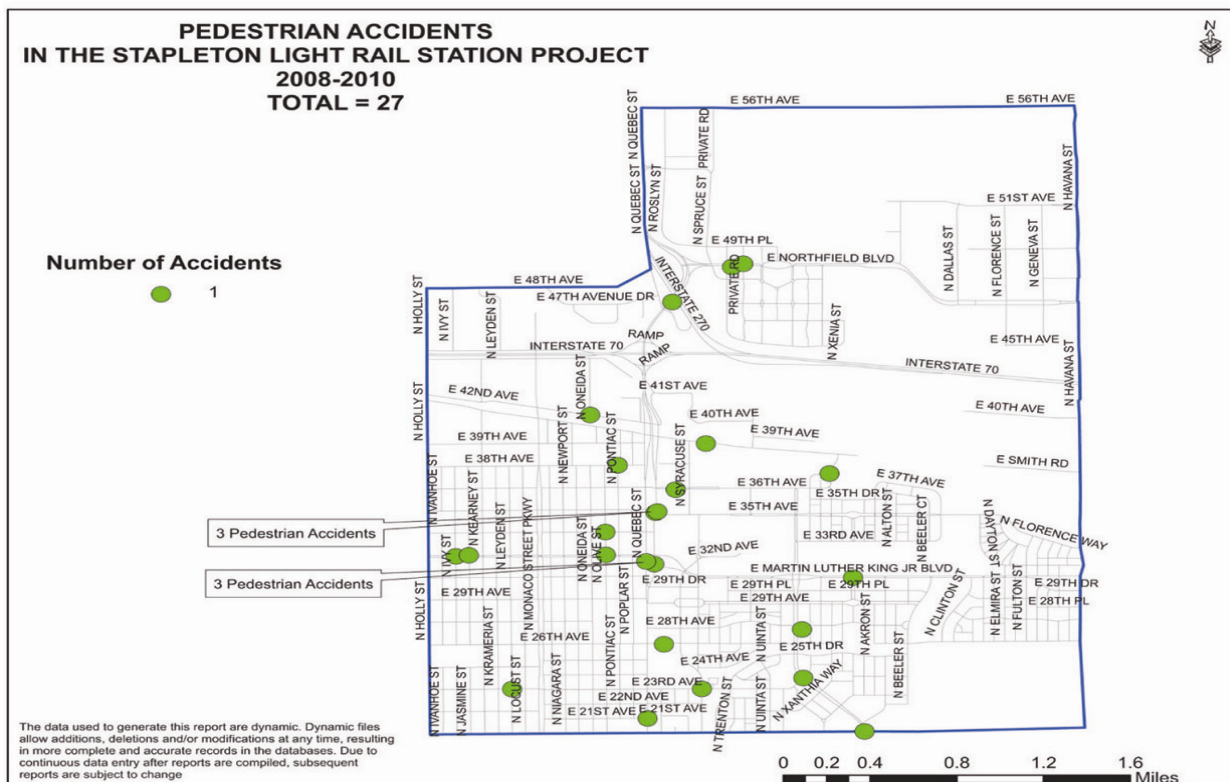 PEDESTRIAN ACCIDENTS
IN THE STAPLETON LIGHT RAIL STATION PROJECT
2008-2010
TOTAL = 27
N
Number of Accidents
1
3 Pedestrian Accidents
3 Pedestrian Accidents
E 56TH AVE
E 56TH AVE
N QUEBEC ST
N QUEBEC ST
N QUEBEC ST
N ROSLYN ST
PRIVATE RD
N SPRUCE ST
N HAVANA ST
E 51ST AVE
E 49TH PL
E NORTHFIELD BLVD
N DALLAS ST
N FLORENCE ST
N GENEVA ST
PRIVATE RD
E 48TH AVE
E 47TH AVENUE DR
INTERSTATE 270
N HOLLY ST
N IVY ST
N LEYDEN ST
RAMP
INTERSTATE 70
RAMP
N XENIA ST
E 45TH AVE
INTERSTATE 70
N HAVANA ST
E 41ST AVE
E 42ND AVE
N ONEIDA ST
E 40TH AVE
E 40TH AVE
N HOLLY ST
E 39TH AVE
E 39TH AVE
N NEWPORT ST
N PONTIAC ST
E 38TH AVE
N SYRACUSE ST
E SMITH RD
E 37TH AVE
E 36TH AVE
E 35TH DR
E 35TH AVE
N IVANHOE ST
N KEARNEY ST
N LEYDEN ST
N MONACO STREET PKWY
N ONEIDA ST
N OLIVE ST
N QUEBEC ST
E 33RD AVE
N ALTON ST
N BEELER CT
N DAYTON ST
N FLORENCE WAY
E 32ND AVE
N IVY ST
E MARTIN LUTHER KING JR BLVD
E 29TH DR
E 29TH PL
E 29TH PL
E 29TH DR
E 29TH AVE
E 29TH AVE
E 28TH PL
N HOLLY ST
N POPLAR ST
N CLINTON ST
N ELMIRA ST
N FULTON ST
E 28TH AVE
E 26TH AVE
N PONTIAC ST
N UINTA ST
E 25TH DR
N AKRON ST
N BEELER ST
N KRAMERIA ST
E 24TH AVE
E 23RD AVE
E 22ND AVE
N IVANHOE ST
N JASMINE ST
N LOCUST ST
N NIAGARA ST
E 21ST AVE
E 21ST AVE
N TRENTON ST
N UINTA ST
N XANTHIA WAY
The data used to generate this report are dynamic. Dynamic files
allow additions, deletions and/or modifications at any time, resulting
in more complete and accurate records in the databases. Due to
continuous data entry after reports are compiled, subsequent
reports are subject to change
0 0.2 0.4 0.8 1.2 1.6
Miles